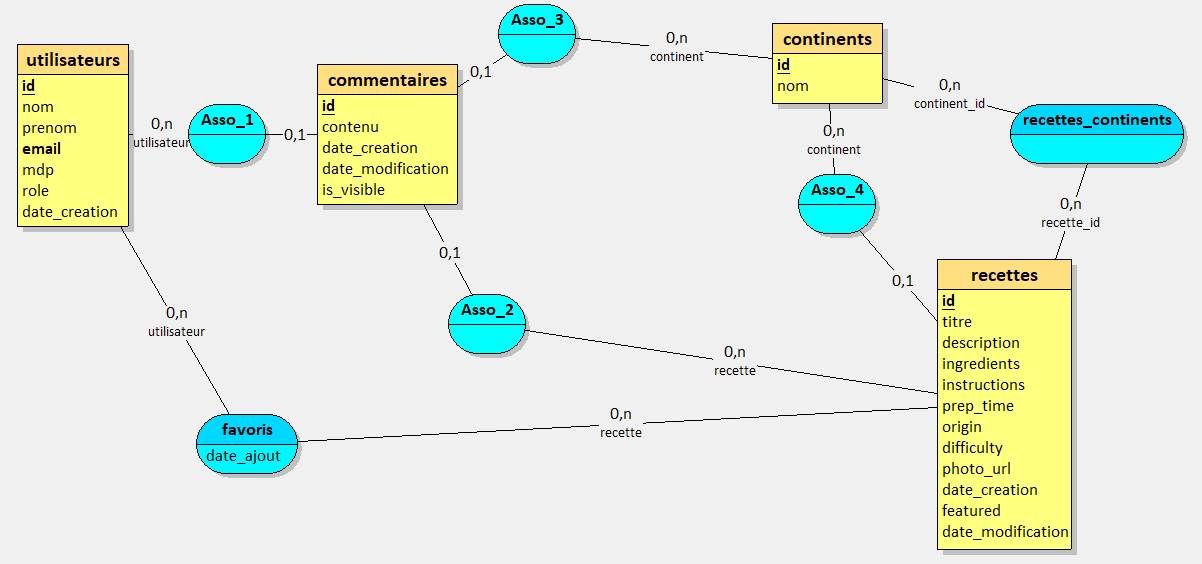 utilisateurs
id
nom
prenom
email
mdp
role
date_creation
0,n
utilisateur
Asso_1
0,1
commentaires
id
contenu
date_creation
date_modification
is_visible
0,1
Asso_3
0,n
continent
continents
id
nom
0,n
continent_id
recettes_continents
0,n
recette_id
0,n
continent
Asso_4
0,1
recettes
id
titre
description
ingredients
instructions
prep_time
origin
difficulty
photo_url
date_creation
featured
date_modification
0,1
Asso_2
0,n
recette
0,n
utilisateur
favoris
date_ajout
0,n
recette